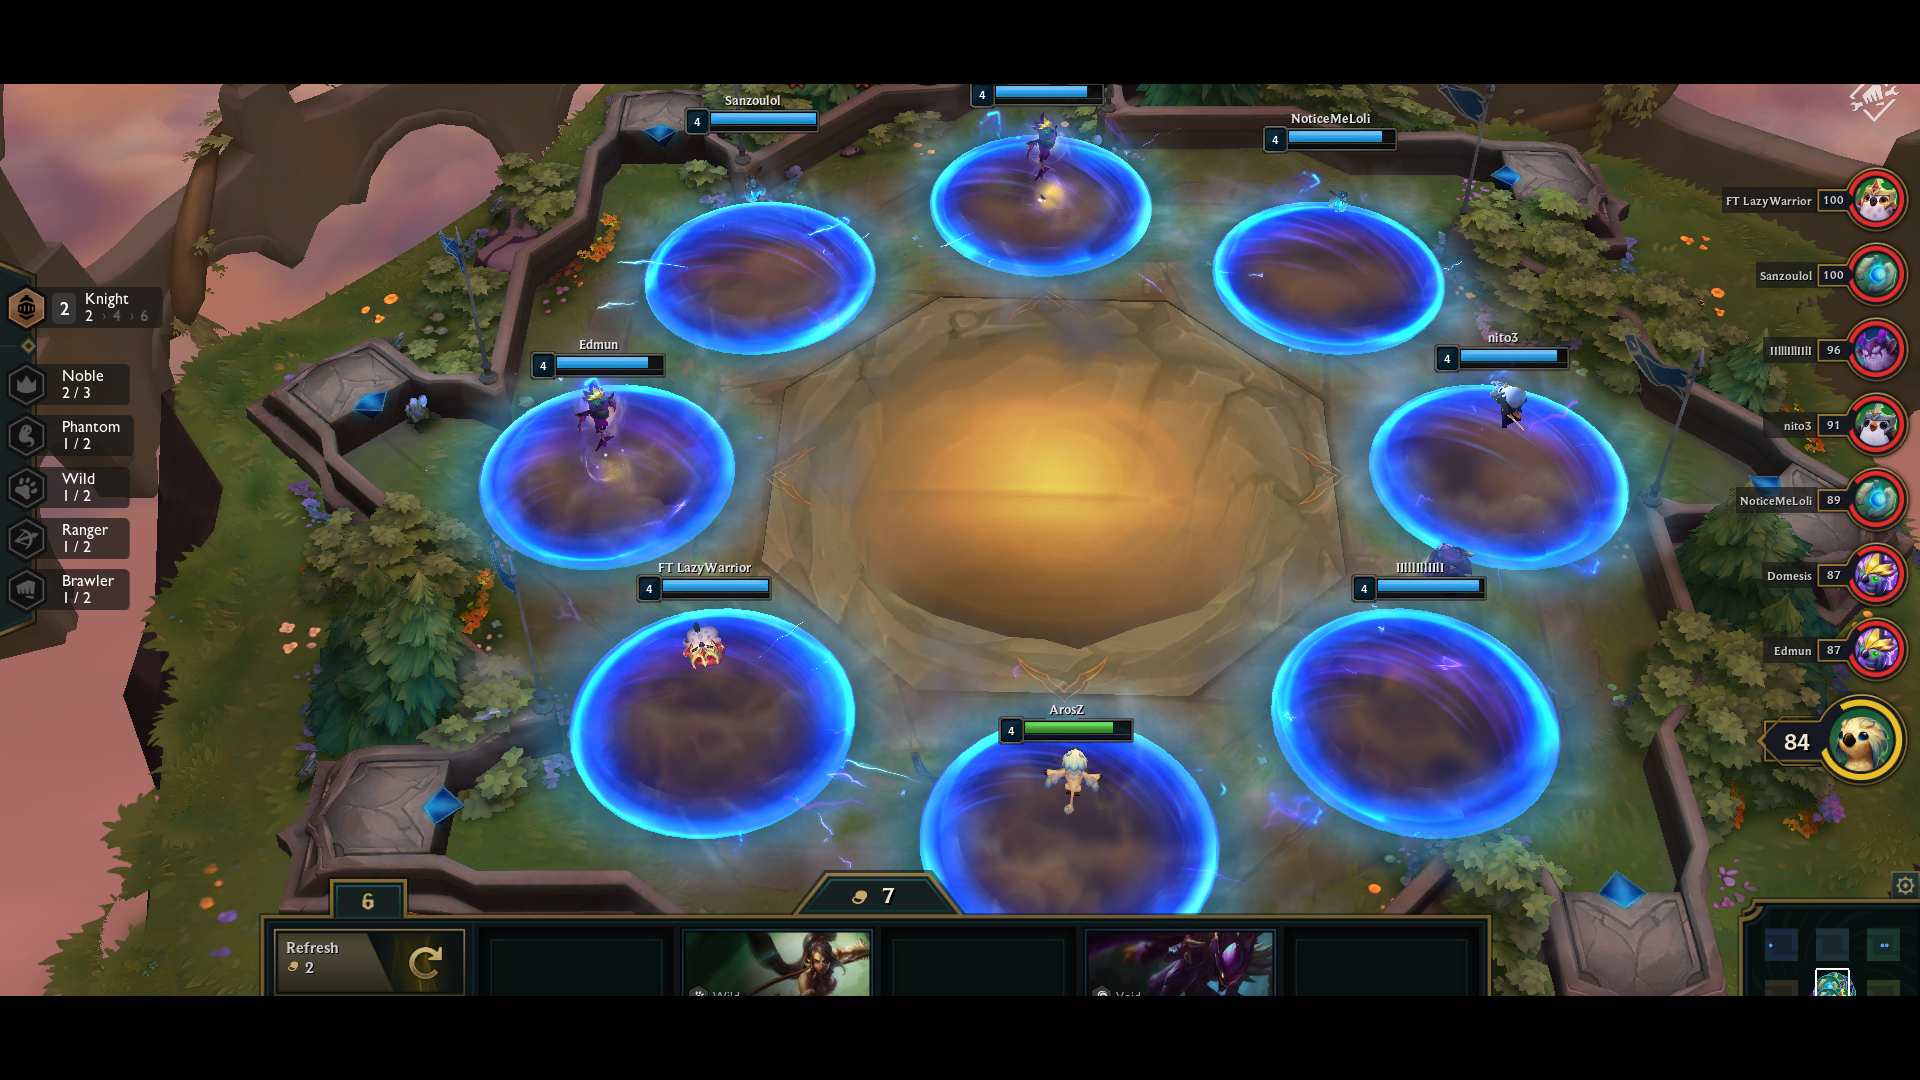 Sanzoulol
4
4
NoticeMeLoli
4
FT LazyWarrior 100
Sanzoulol 100
96
nito3 91
NoticeMeLoli 89
Domesis 87
Edmun 87
84
2 Knight
2 › 4 › 6
Noble
2 / 3
Phantom
1 / 2
Wild
1 / 2
Ranger
1 / 2
Brawler
1 / 2
Edmun
4
nito3
4
FT LazyWarrior
4
4
ArosZ
4
6
7
Refresh
2
Wild
Void